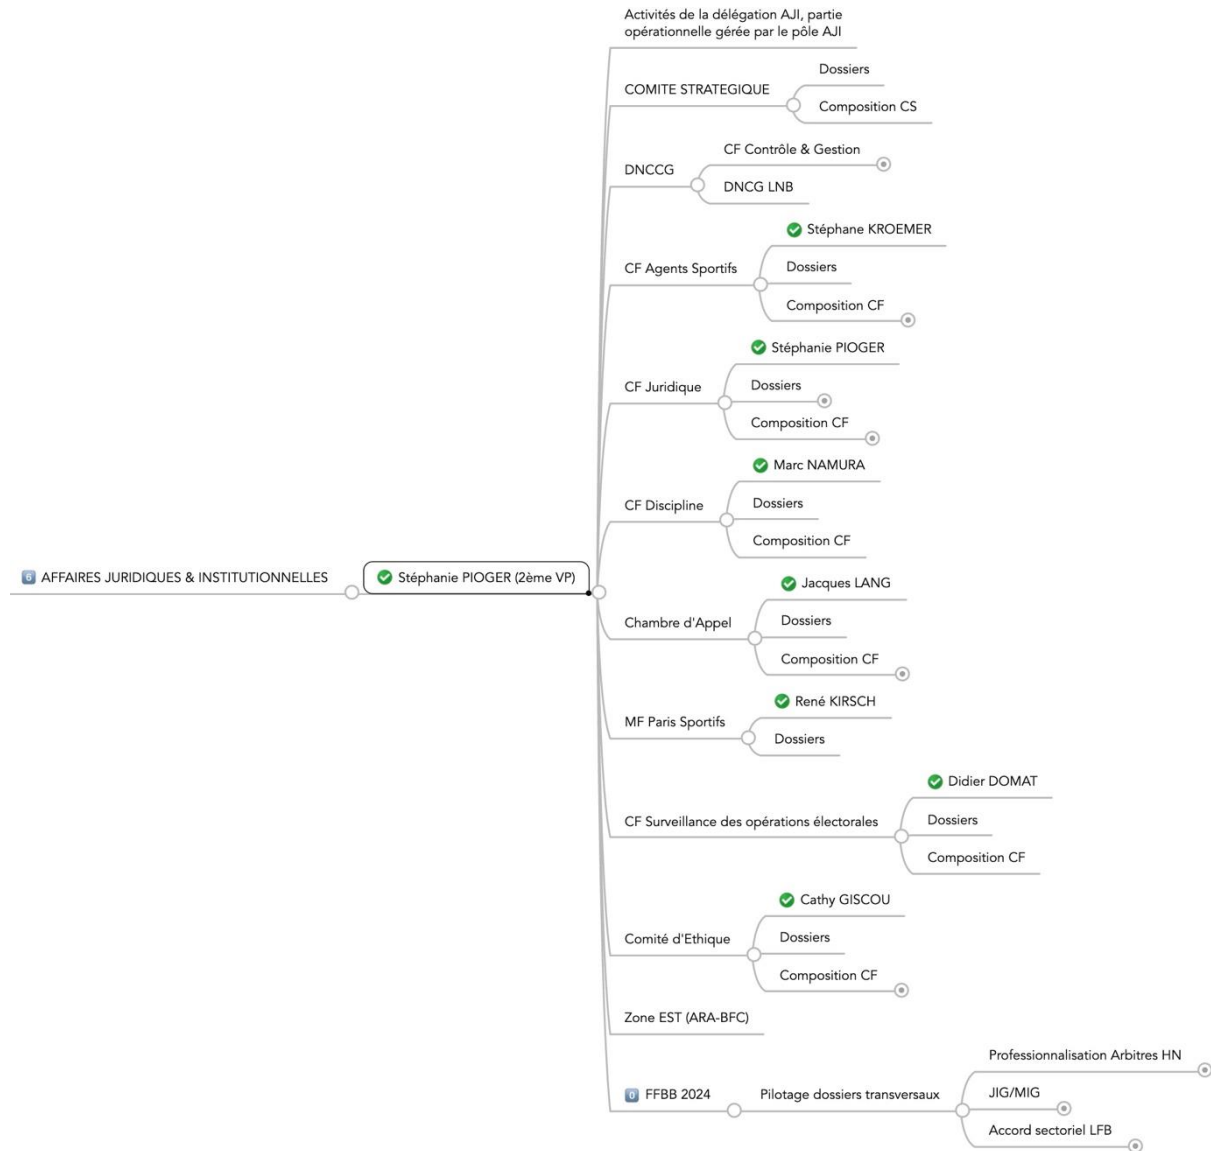 Activités de la délégation AJI, partie
opérationnelle gérée par le pôle AJI
COMITE STRATEGIQUE
Dossiers
Composition CS
DNCCG
CF Contrôle & Gestion
DNCG LNB
CF Agents Sportifs
Stéphane KROEMER
Dossiers
Composition CF
CF Juridique
Stéphanie PIOGER
Dossiers
Composition CF
CF Discipline
Marc NAMURA
Dossiers
Composition CF
6 AFFAIRES JURIDIQUES & INSTITUTIONNELLES
Stéphanie PIOGER (2ème VP)
Chambre d'Appel
Jacques LANG
Dossiers
Composition CF
MF Paris Sportifs
René KIRSCH
Dossiers
CF Surveillance des opérations électorales
Didier DOMAT
Dossiers
Composition CF
Comité d'Ethique
Cathy GISCOU
Dossiers
Composition CF
Zone EST (ARA-BFC)
0 FFBB 2024
Pilotage dossiers transversaux
Professionnalisation Arbitres HN
JIG/MIG
Accord sectoriel LFB